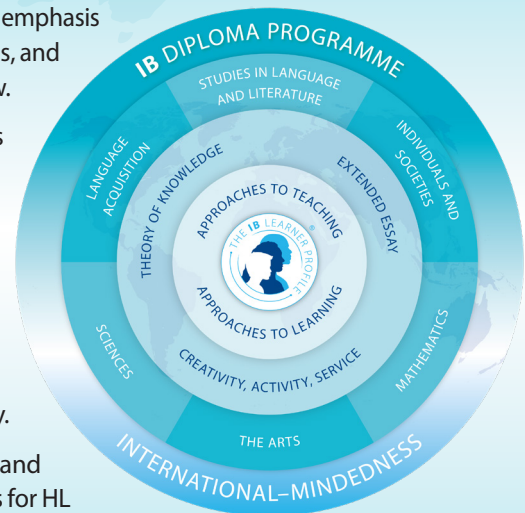 emphasis
s, and
v.
s
y.
and
s for HL
IB DIPLOMA PROGRAMME
STUDIES IN LANGUAGE
AND LITERATURE
LANGUAGE
ACQUISITION
INDIVIDUALS AND
SOCIETIES
THEORY OF KNOWLEDGE
EXTENDED ESSAY
APPROACHES TO TEACHING
THE IB LEARNER PROFILE
®
APPROACHES TO LEARNING
CREATIVITY, ACTIVITY, SERVICE
SCIENCES
MATHEMATICS
THE ARTS
INTERNATIONAL–MINDEDNESS